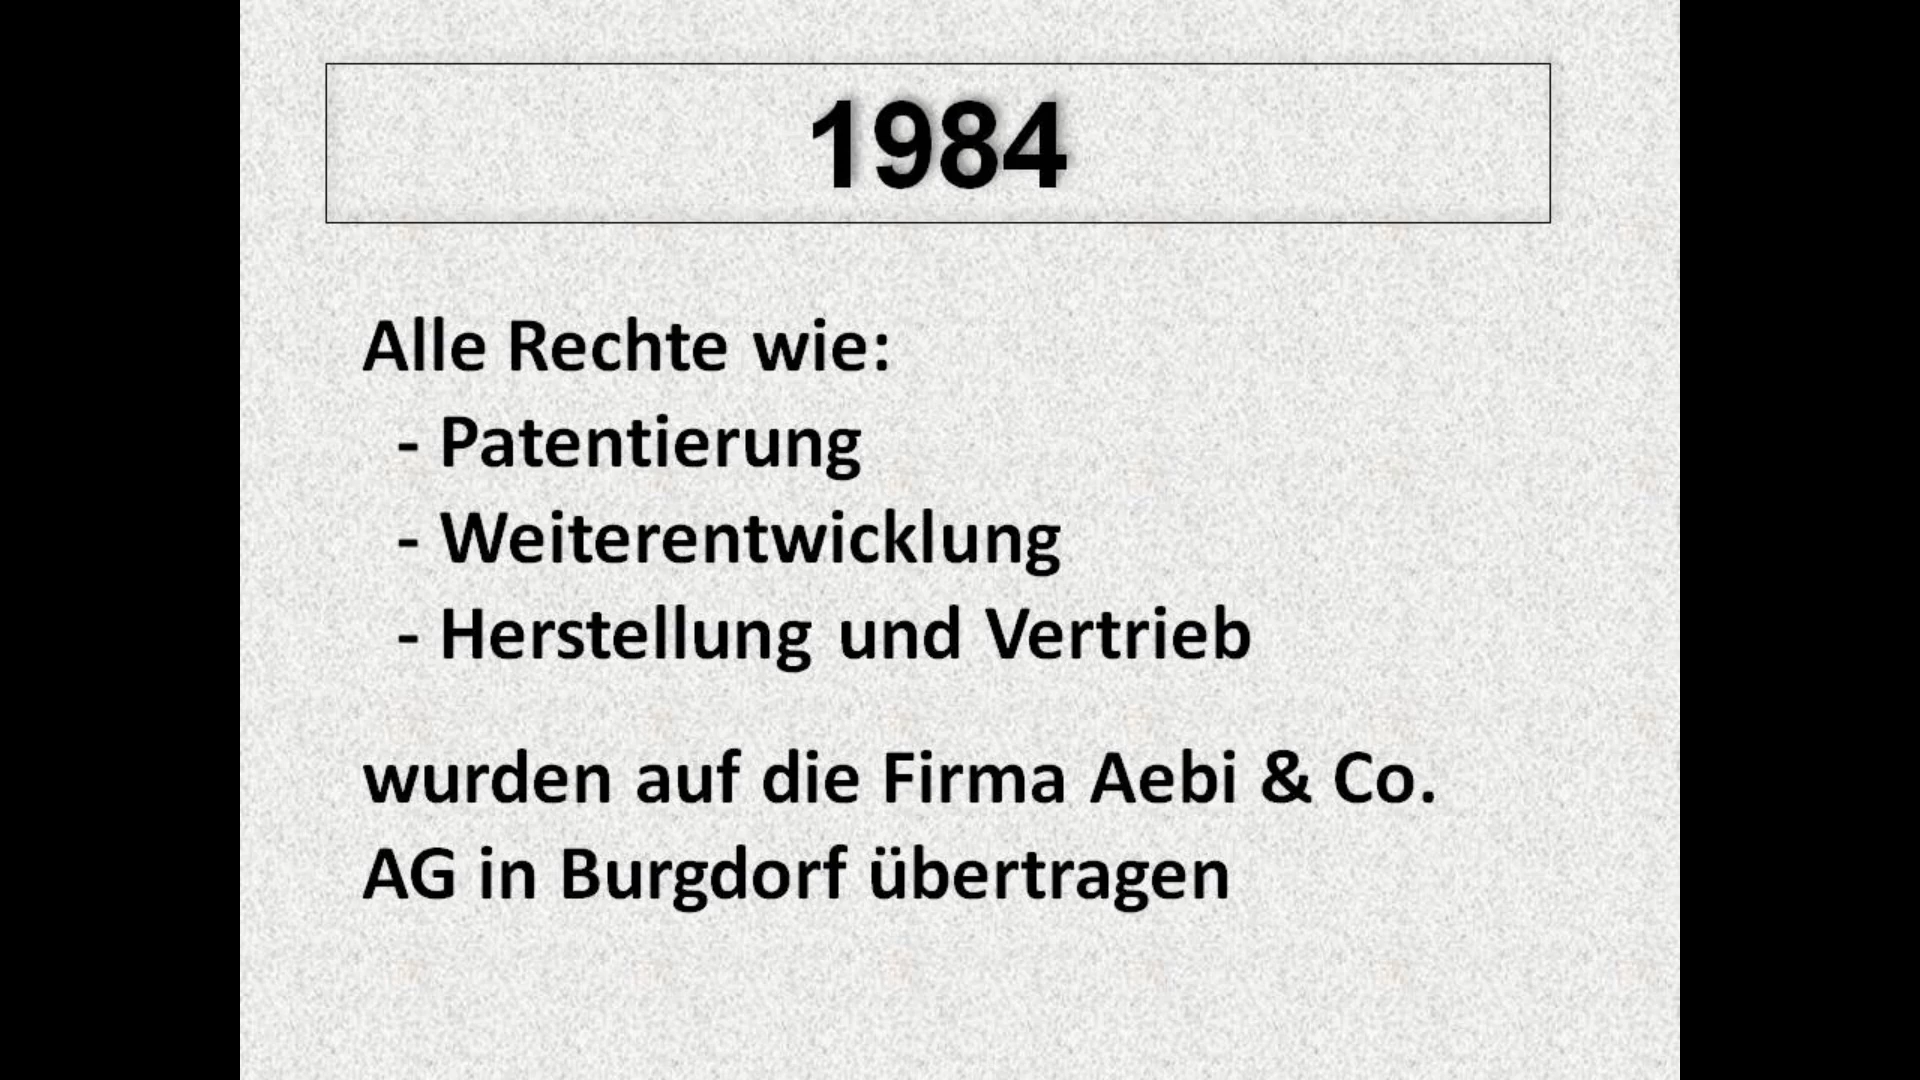 1984
Alle Rechte wie:
- Patentierung
- Weiterentwicklung
- Herstellung und Vertrieb
wurden auf die Firma Aebi & Co.
AG in Burgdorf übertragen